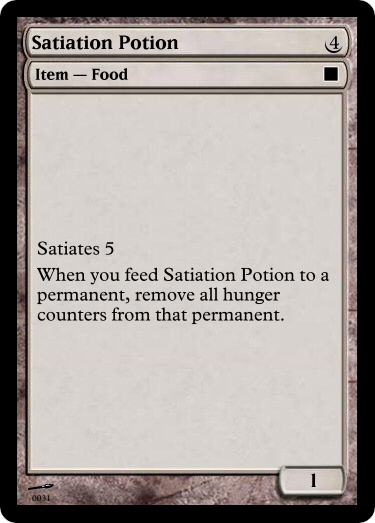 Satiation Potion
4
Item — Food
Satiates 5
When you feed Satiation Potion to a
permanent, remove all hunger
counters from that permanent.
1
0031